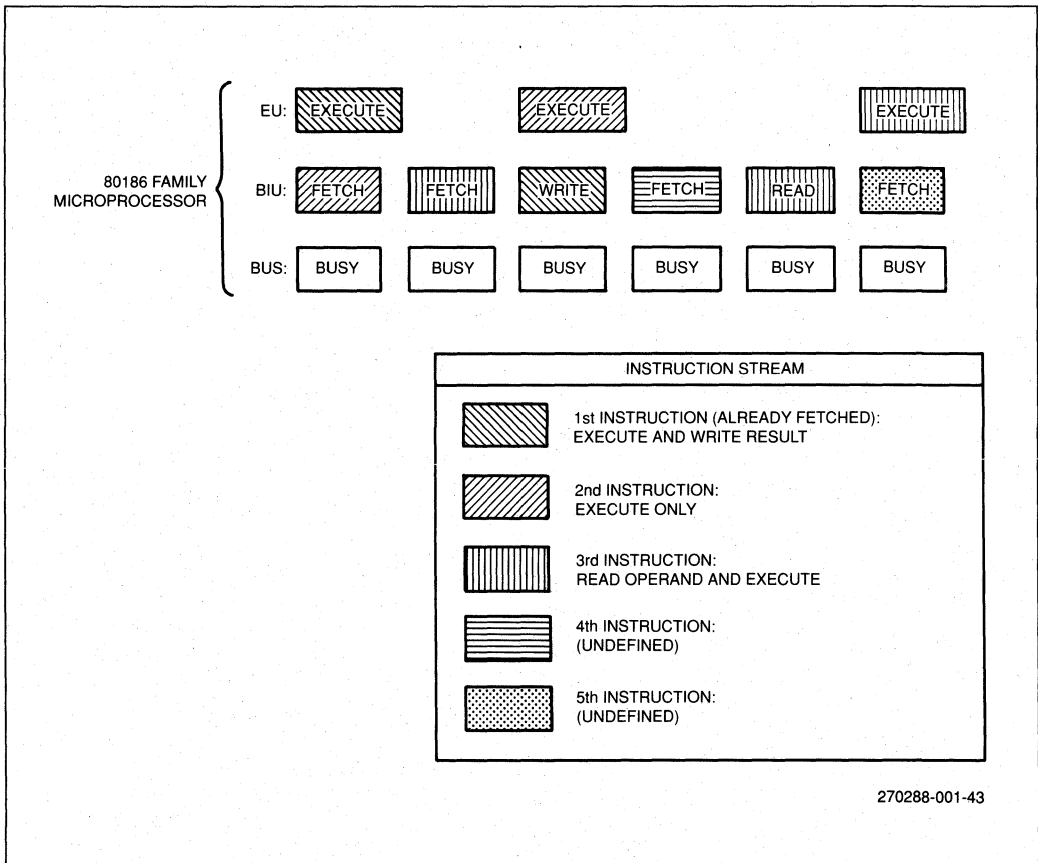 EU: EXECUTE EXECUTE EXECUTE
80186 FAMILY
MICROPROCESSOR
BIU: FETCH FETCH WRITE FETCH READ FETCH
BUS: BUSY BUSY BUSY BUSY BUSY BUSY
INSTRUCTION STREAM
1st INSTRUCTION (ALREADY FETCHED):
EXECUTE AND WRITE RESULT
2nd INSTRUCTION:
EXECUTE ONLY
3rd INSTRUCTION:
READ OPERAND AND EXECUTE
4th INSTRUCTION:
(UNDEFINED)
5th INSTRUCTION:
(UNDEFINED)
270288-001-43